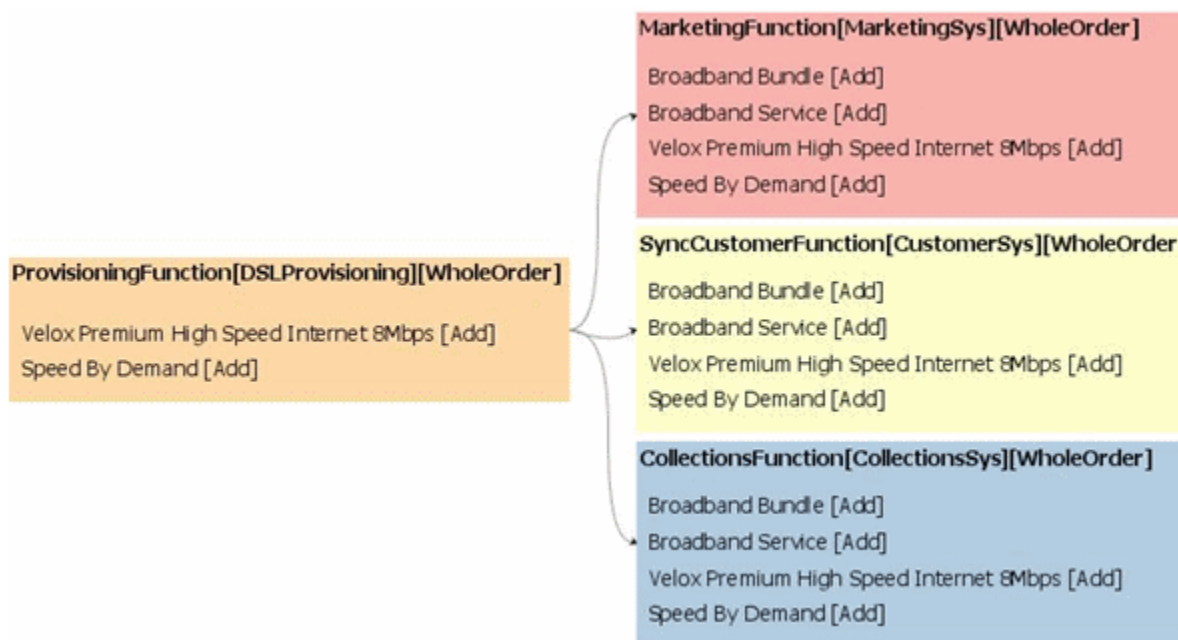 MarketingFunction[MarketingSys][WholeOrder]
Broadband Bundle [Add]
Broadband Service [Add]
Velox Premium High Speed Internet 8Mbps [Add]
Speed By Demand [Add]
ProvisioningFunction[DSLProvisioning][WholeOrder]
Velox Premium High Speed Internet 8Mbps [Add]
Speed By Demand [Add]
SyncCustomerFunction[CustomerSys][WholeOrder
Broadband Bundle [Add]
Broadband Service [Add]
Velox Premium High Speed Internet 8Mbps [Add]
Speed By Demand [Add]
CollectionsFunction[CollectionsSys][WholeOrder]
Broadband Bundle [Add]
Broadband Service [Add]
Velox Premium High Speed Internet 8Mbps [Add]
Speed By Demand [Add]